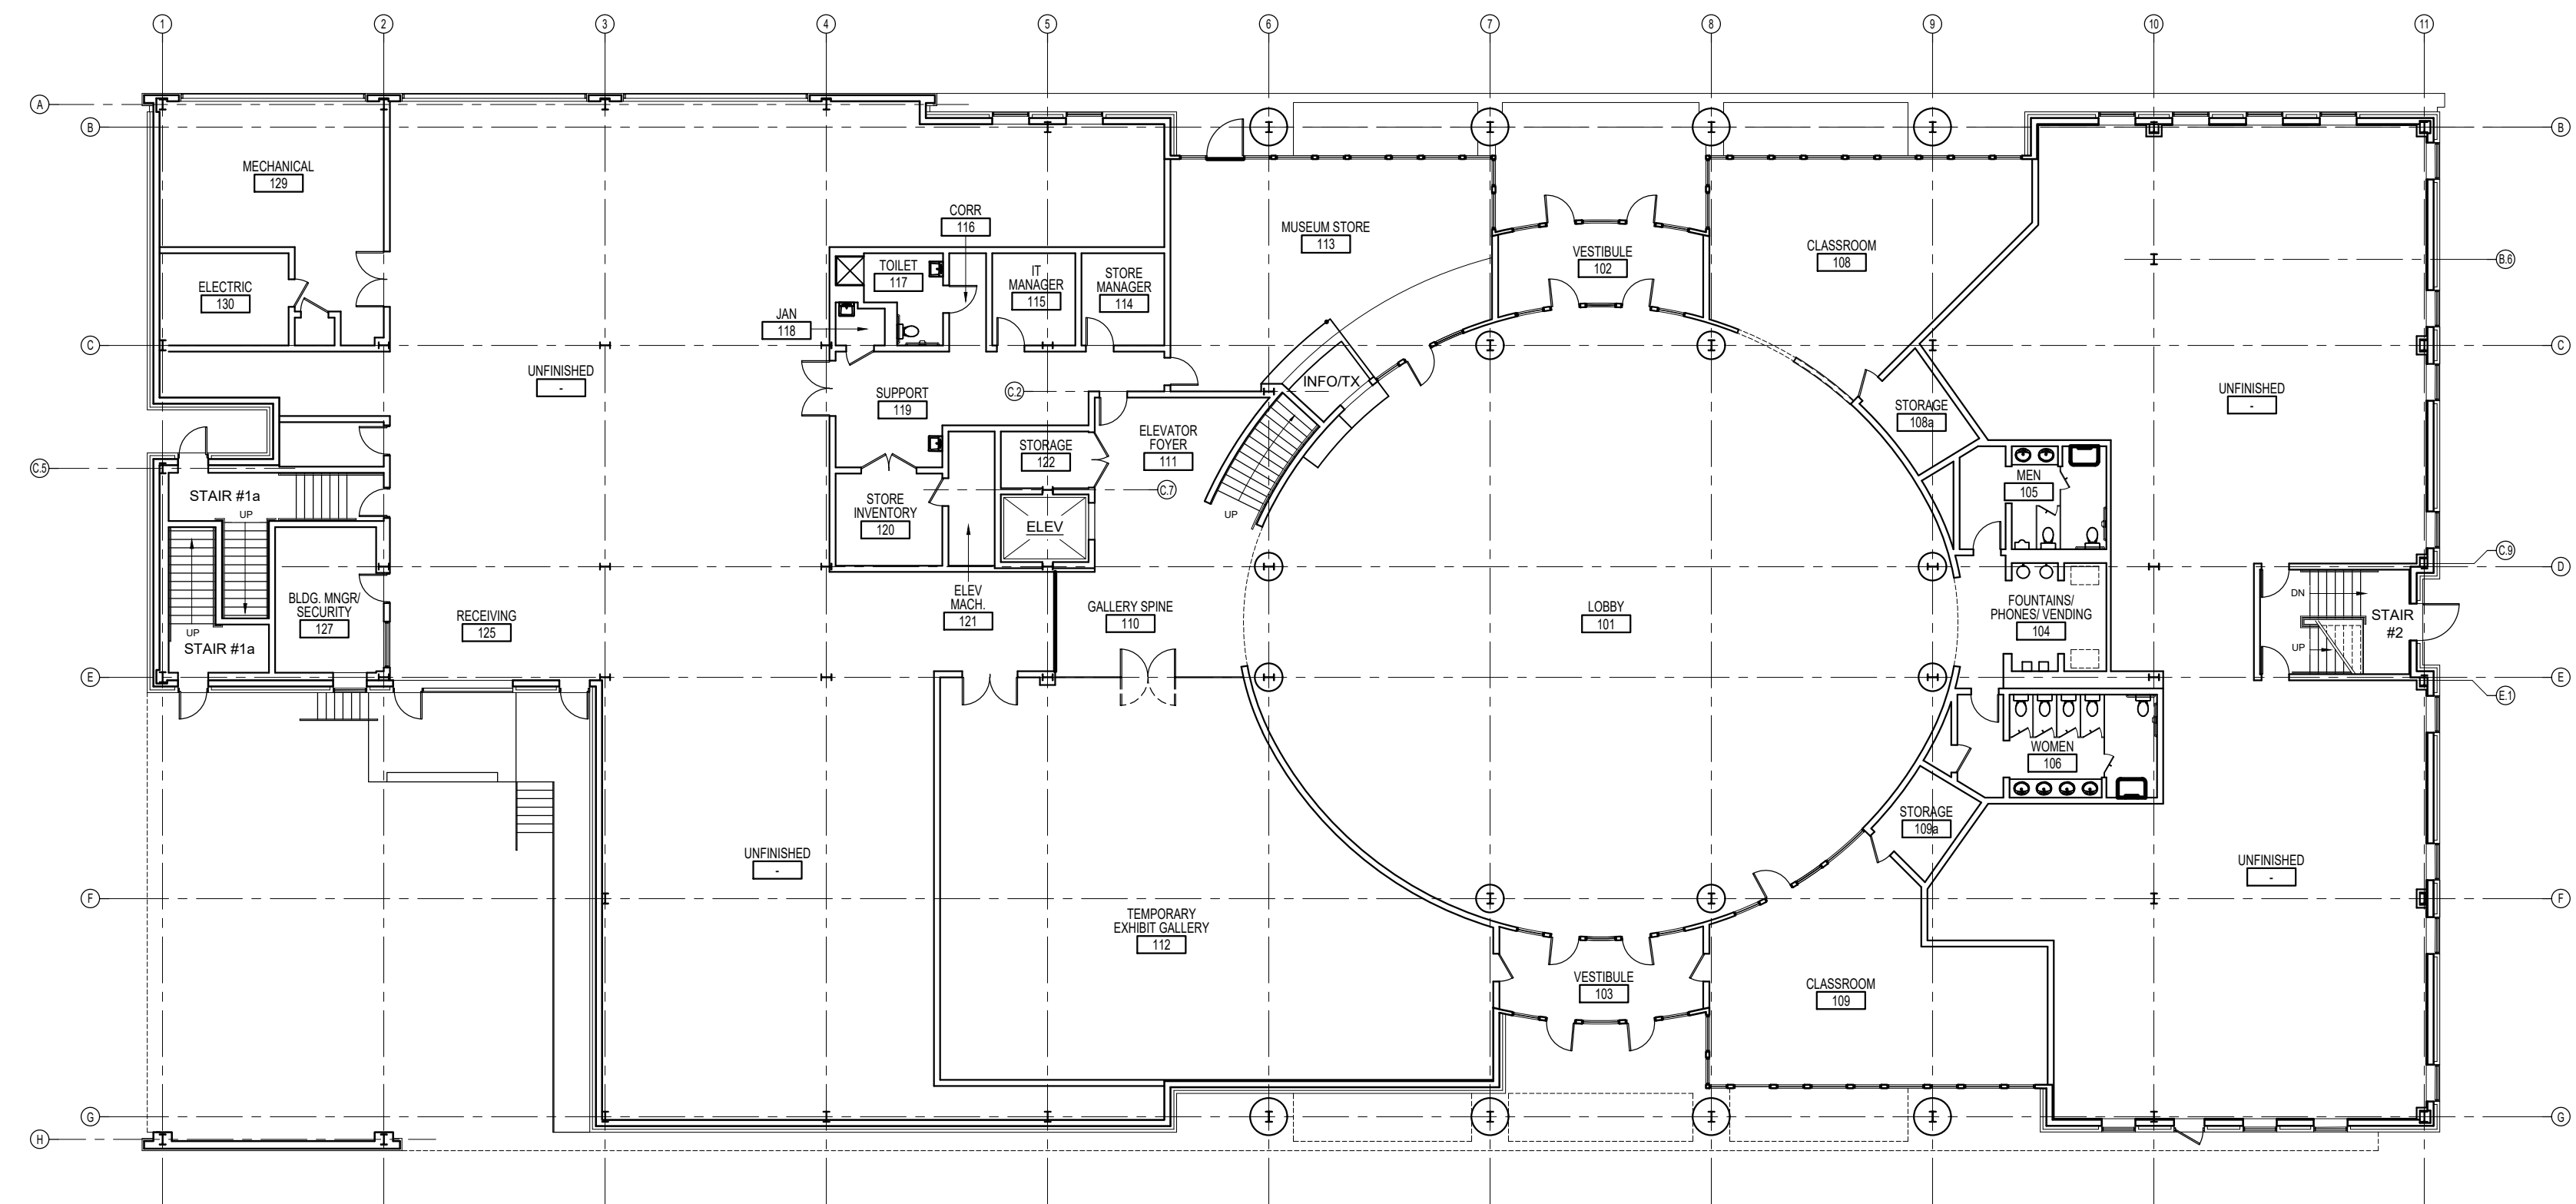 1 2 3 4 5 6 7 8 9 10 11
A
B B
MECHANICAL
129
CORR
116
MUSEUM STORE
113
VESTIBULE
102
CLASSROOM
108
B.6
ELECTRIC
130
TOILET
117
IT
MANAGER
115
STORE
MANAGER
114
JAN
118
C C
UNFINISHED
-
SUPPORT
119
C.2
INFO/TX
UNFINISHED
-
STORAGE
108a
ELEVATOR
FOYER
111
STORAGE
122
C.5
STAIR #1a
UP
C.7
MEN
105
STORE
INVENTORY
120
ELEV
UP
C.9
D
BLDG. MNGR/
SECURITY
127
RECEIVING
125
ELEV
MACH.
121
GALLERY SPINE
110
LOBBY
101
FOUNTAINS/
PHONES/ VENDING
104
DN
STAIR
#2
UP
UP
STAIR #1a
E E
E.1
WOMEN
106
STORAGE
109a
UNFINISHED
-
UNFINISHED
-
F F
TEMPORARY
EXHIBIT GALLERY
112
VESTIBULE
103
CLASSROOM
109
G G
H